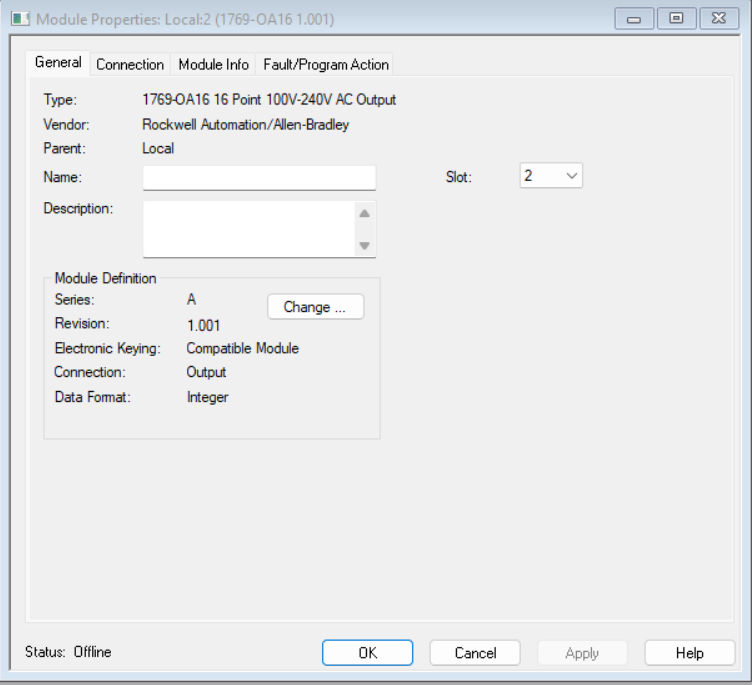 Module Properties: Local:2 (1769-OA16 1.001)
General Connection Module Info Fault/Program Action
Type: 1769-OA16 16 Point 100V-240V AC Output
Vendor: Rockwell Automation/Allen-Bradley
Parent: Local
Name: Slot: 2
Description:
Module Definition
Series: A Change ...
Revision: 1.001
Electronic Keying: Compatible Module
Connection: Output
Data Format: Integer
Status: Offline OK Cancel Apply Help